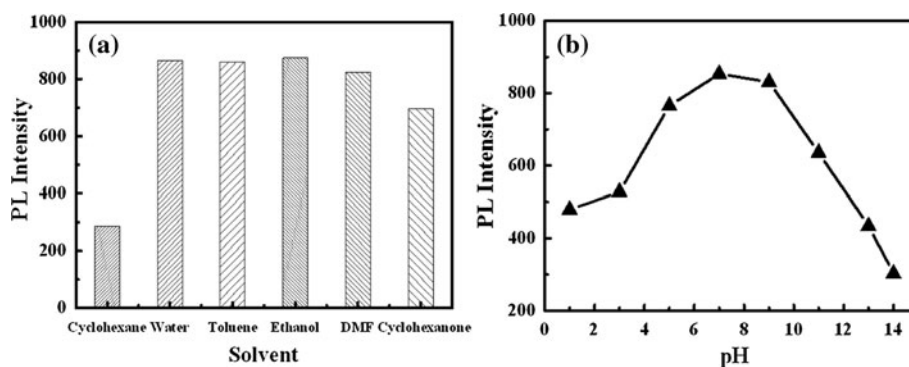 (a)
PL Intensity
1000
800
600
400
200
0
Cyclohexane Water Toluene Ethanol DMF Cyclohexanone
Solvent
(b)
PL Intensity
1000
800
600
400
200
0 2 4 6 8 10 12 14
pH